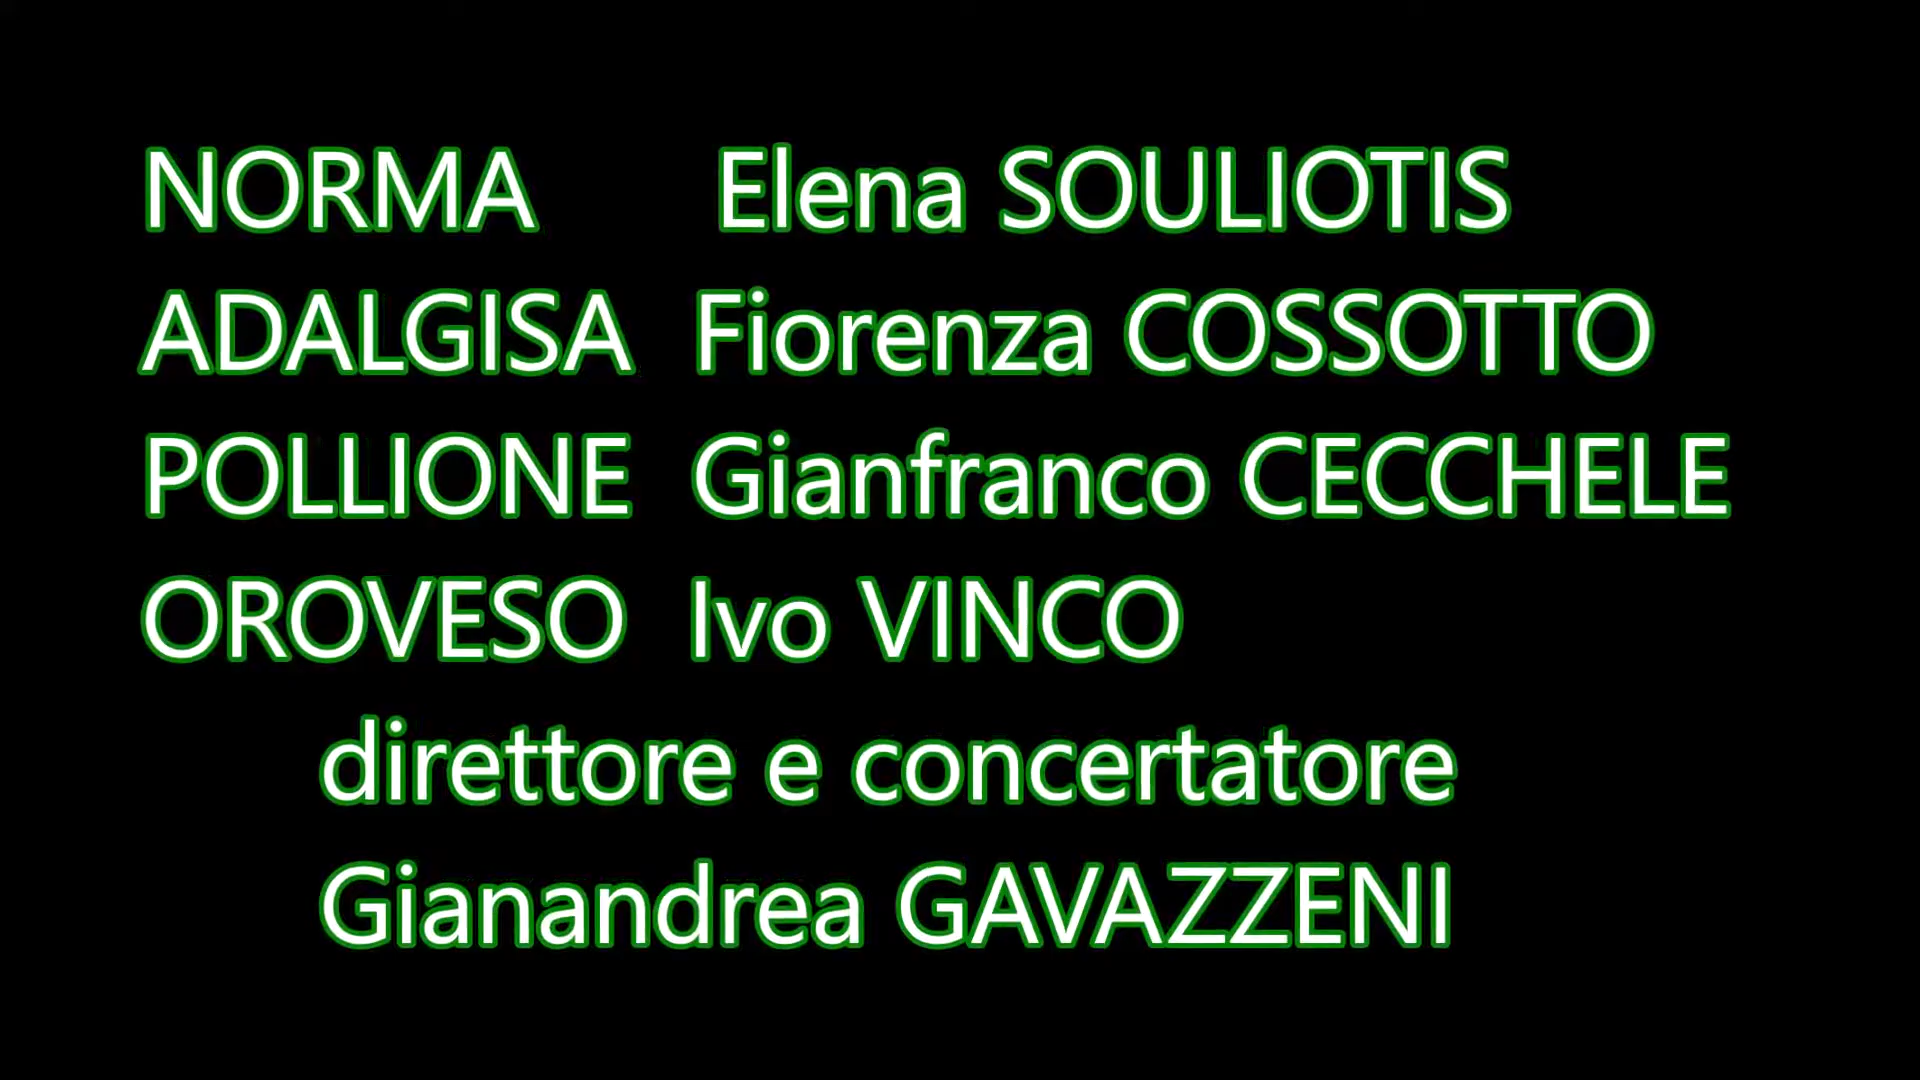 NORMA Elena SOULIOTIS
ADALGISA Fiorenza COSSOTTO
POLLIONE Gianfranco CECCHELE
OROVESO Ivo VINCO
direttore e concertatore
Gianandrea GAVAZZENI